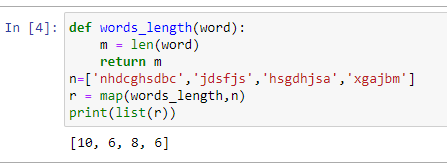 In [4]: def words_length(word):
    m = len(word)
    return m
n=['nhdcghsdbc','jdsfjs','hsgdhjsa','xgajbm']
r = map(words_length,n)
print(list(r))
[10, 6, 8, 6]